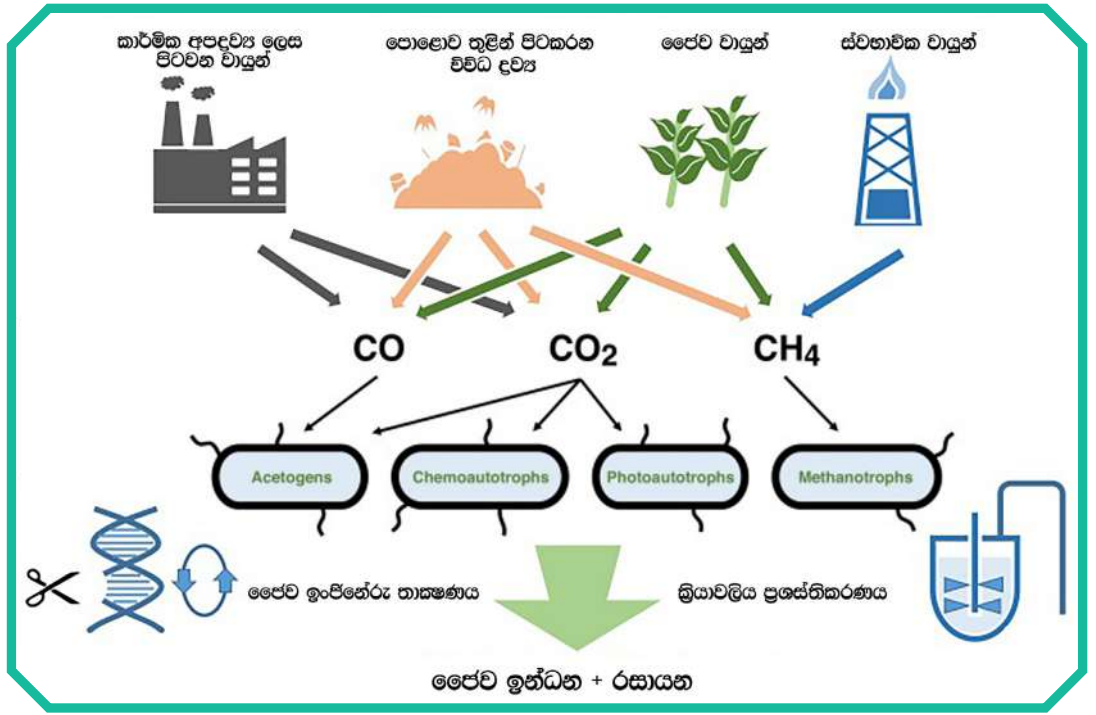 කාර්මික අපද්‍රව්‍ය ලෙස
පිටවන වායුන්
පොළොව තුළින් පිටකරන
විවිධ ද්‍රව්‍ය
ජෛව වායුන්
ස්වභාවික වායුන්
CO
CO2
CH4
Acetogens
Chemoautotrophs
Photoautotrophs
Methanotrophs
ජෛව ඉංජිනේරු තාක්‍ෂණය
ක්‍රියාවලිය ප්‍රශස්තිකරණය
ජෛව ඉන්ධන + රසායන